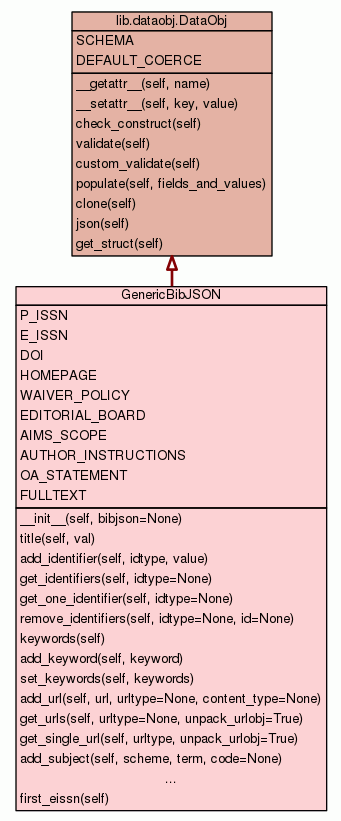 lib.dataobj.DataObj
SCHEMA
DEFAULT_COERCE
__getattr__(self, name)
__setattr__(self, key, value)
check_construct(self)
validate(self)
custom_validate(self)
populate(self, fields_and_values)
clone(self)
json(self)
get_struct(self)
GenericBibJSON
P_ISSN
E_ISSN
DOI
HOMEPAGE
WAIVER_POLICY
EDITORIAL_BOARD
AIMS_SCOPE
AUTHOR_INSTRUCTIONS
OA_STATEMENT
FULLTEXT
__init__(self, bibjson=None)
title(self, val)
add_identifier(self, idtype, value)
get_identifiers(self, idtype=None)
get_one_identifier(self, idtype=None)
remove_identifiers(self, idtype=None, id=None)
keywords(self)
add_keyword(self, keyword)
set_keywords(self, keywords)
add_url(self, url, urltype=None, content_type=None)
get_urls(self, urltype=None, unpack_urlobj=True)
get_single_url(self, urltype, unpack_urlobj=True)
add_subject(self, scheme, term, code=None)
...
first_eissn(self)